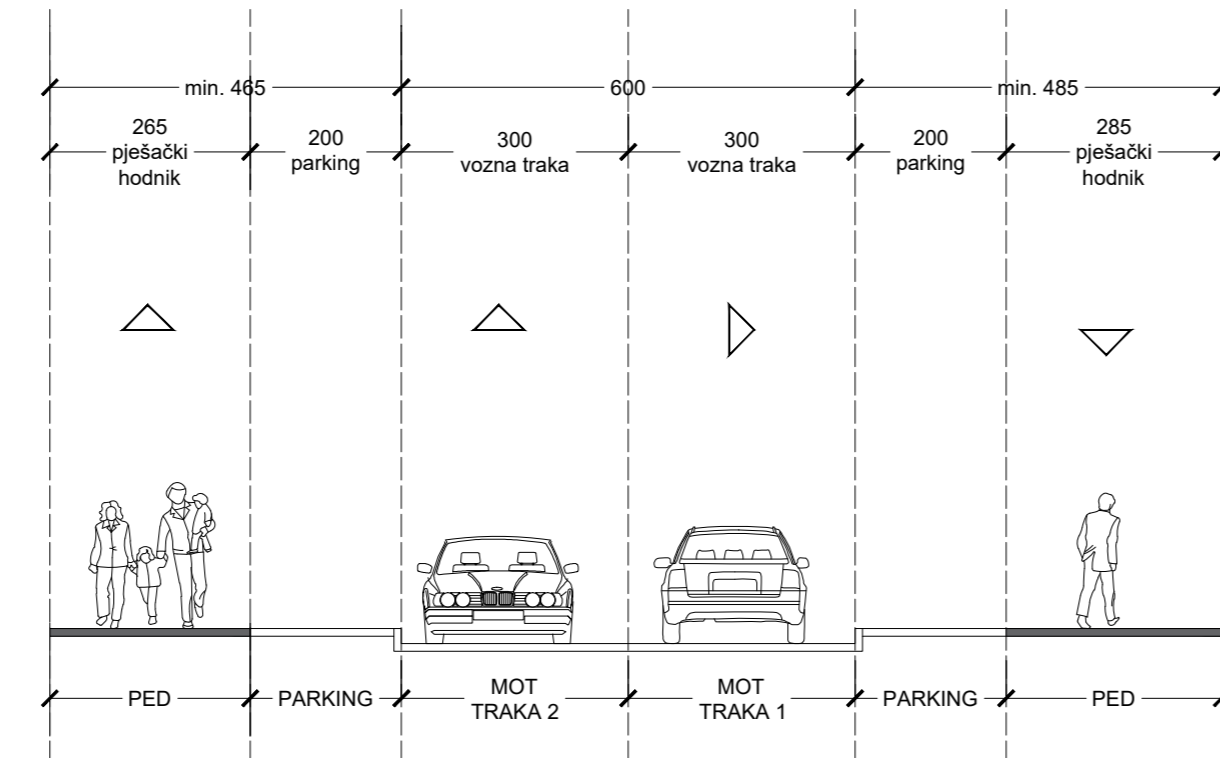 min. 465
600
min. 485
265
pješački
hodnik
200
parking
300
vozna traka
300
vozna traka
200
parking
285
pješački
hodnik
PED
PARKING
MOT
TRAKA 2
MOT
TRAKA 1
PARKING
PED